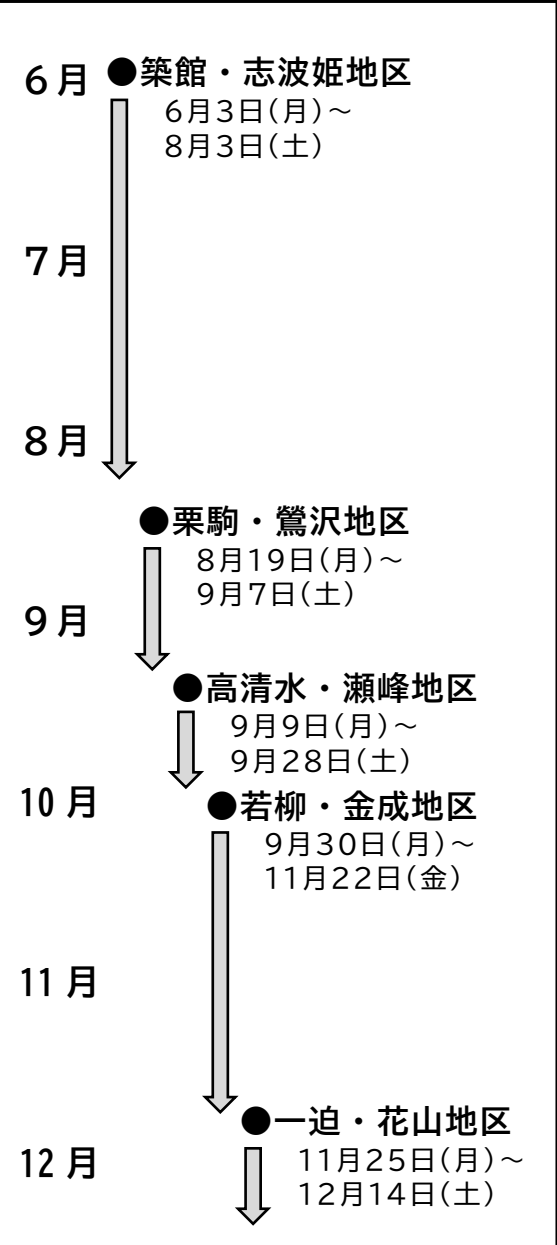 6月 ●築館・志波姫地区
6月3日(月)～
8月3日(土)
7月
8月
●栗駒・鶯沢地区
8月19日(月)～
9月7日(土)
9月
●高清水・瀬峰地区
9月9日(月)～
9月28日(土)
10月 ●若柳・金成地区
9月30日(月)～
11月22日(金)
11月
●一迫・花山地区
12月 11月25日(月)～
12月14日(土)